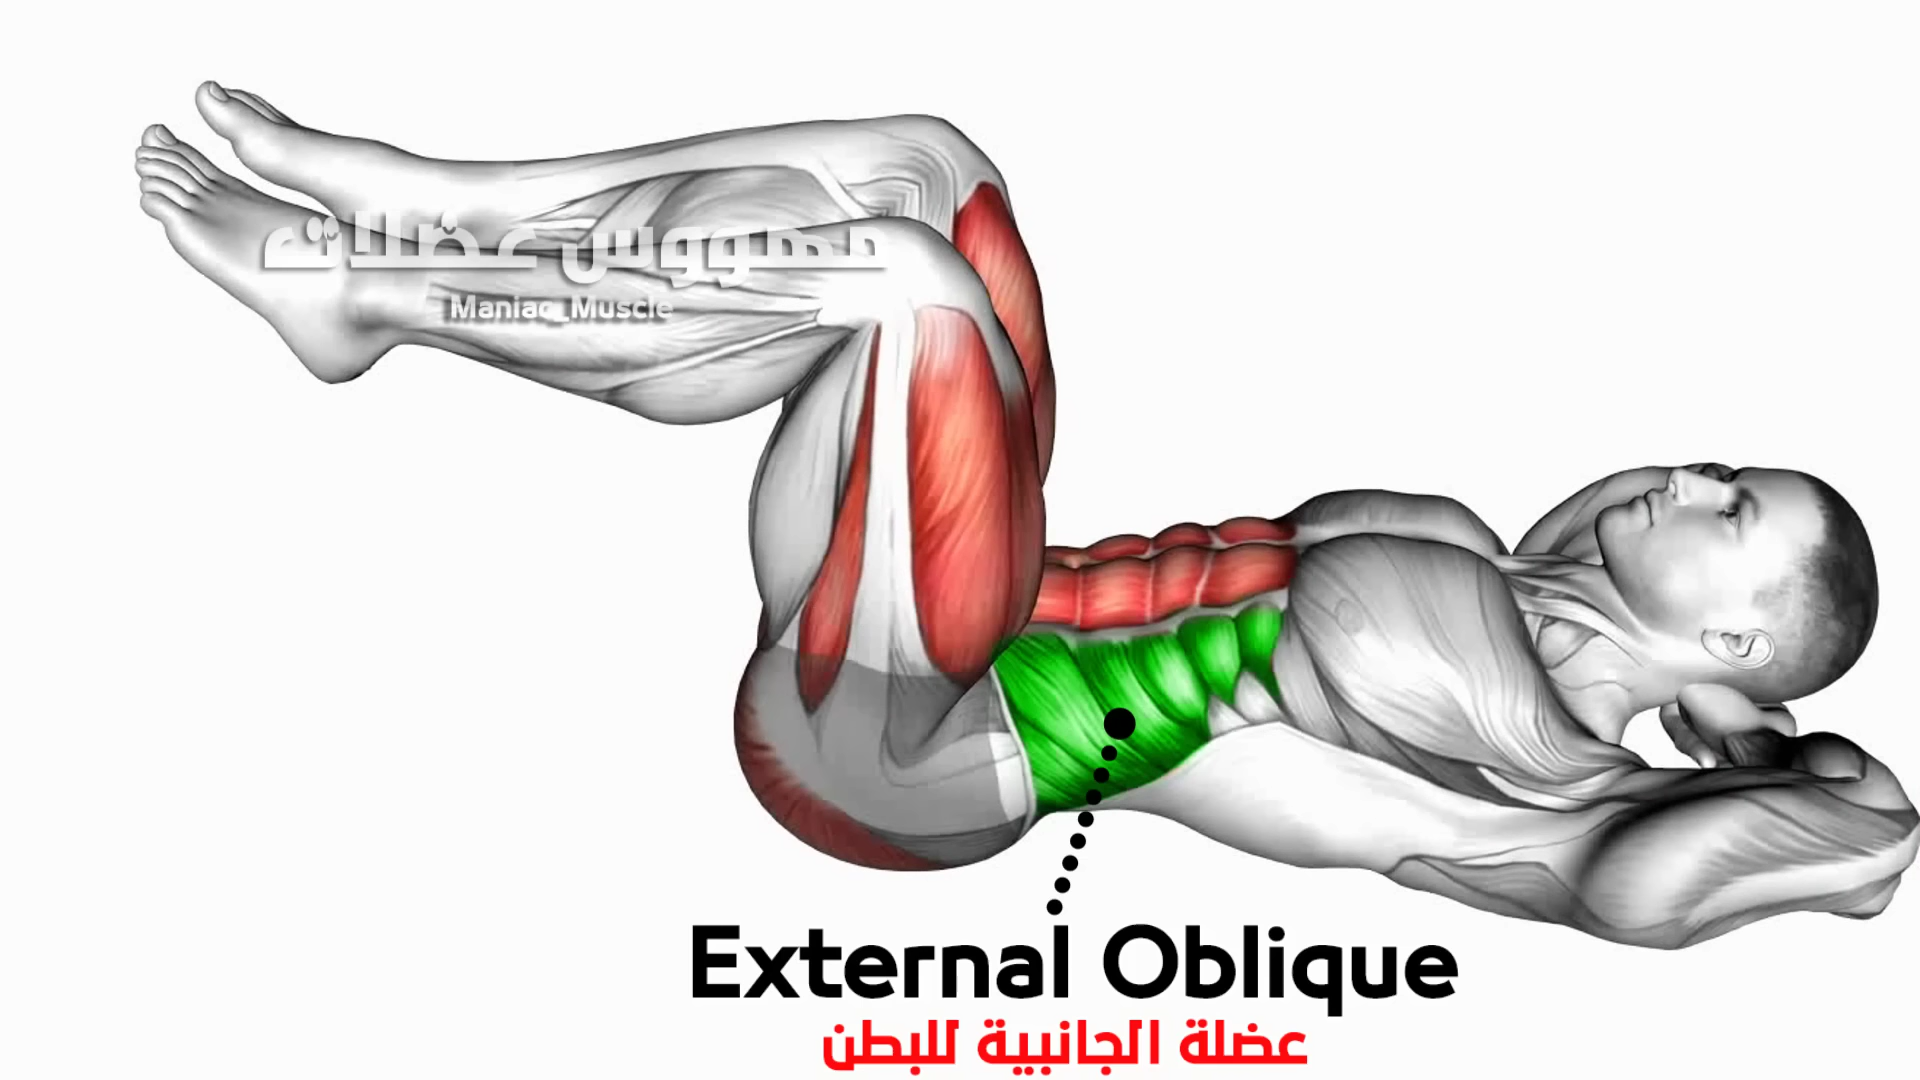 مهووس عضلات
Maniac_Muscle
External Oblique
عضلة الجانبية للبطن